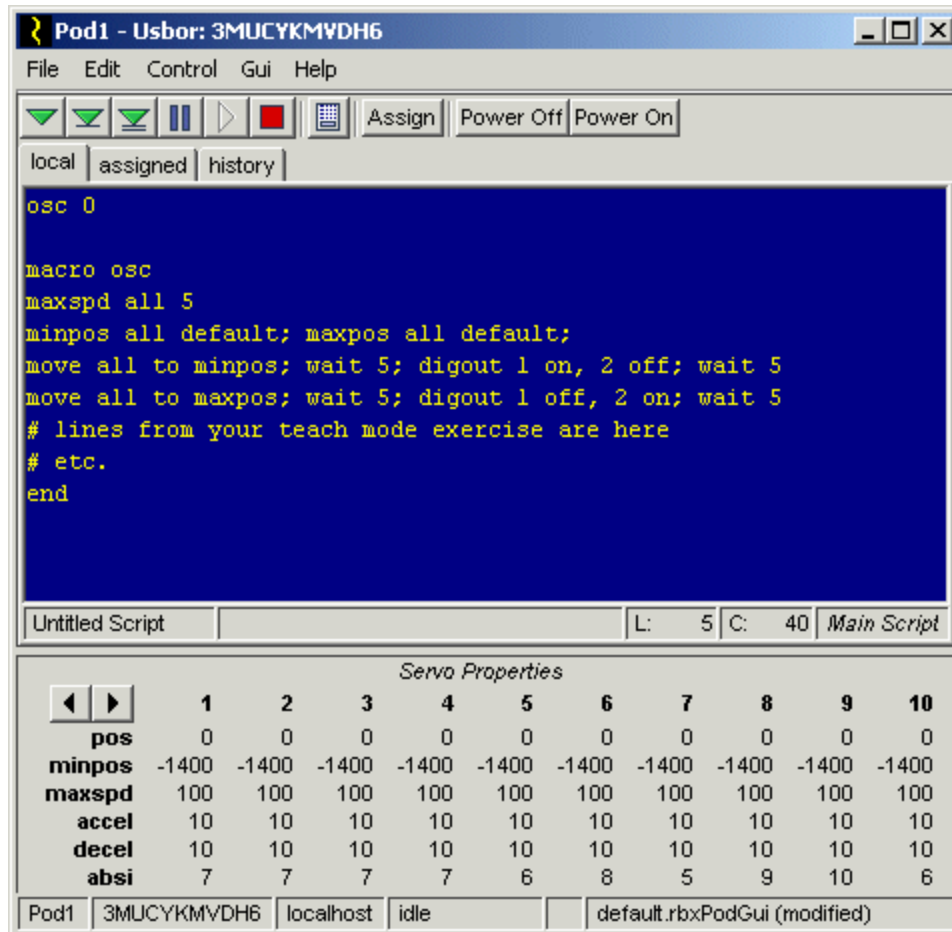 Pod1 - Usbor: 3MUCYKMVDH6
File Edit Control Gui Help
Assign Power Off Power On
local assigned history
osc 0
macro osc
maxspd all 5
minpos all default; maxpos all default;
move all to minpos; wait 5; digout 1 on, 2 off; wait 5
move all to maxpos; wait 5; digout 1 off, 2 on; wait 5
# lines from your teach mode exercise are here
# etc.
end
Untitled Script L: 5 C: 40 Main Script
Servo Properties
1 2 3 4 5 6 7 8 9 10
pos 0 0 0 0 0 0 0 0 0 0
minpos -1400 -1400 -1400 -1400 -1400 -1400 -1400 -1400 -1400 -1400
maxspd 100 100 100 100 100 100 100 100 100 100
accel 10 10 10 10 10 10 10 10 10 10
decel 10 10 10 10 10 10 10 10 10 10
absi 7 7 7 7 6 8 5 9 10 6
Pod1 3MUCYKMVDH6 localhost idle default.rbxPodGui (modified)